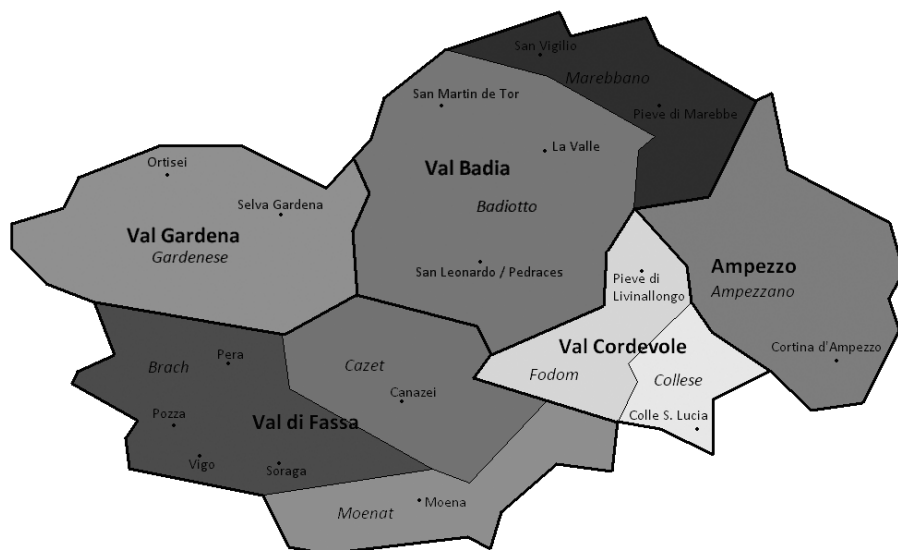 San Vigilio
Marebbano
San Martin de Tor
Pieve di Marebbe
La Valle
Ortisei
Val Badia
Selva Gardena
Badiotto
Val Gardena
Gardenese
San Leonardo / Pedraces
Pieve di
Livinallongo
Ampezzo
Ampezzano
Val Cordevole
Cortina d'Ampezzo
Pera
Brach
Cazet
Fodom
Collese
Canazei
Pozza
Val di Fassa
Colle S. Lucia
Vigo
Soraga
Moena
Moenat